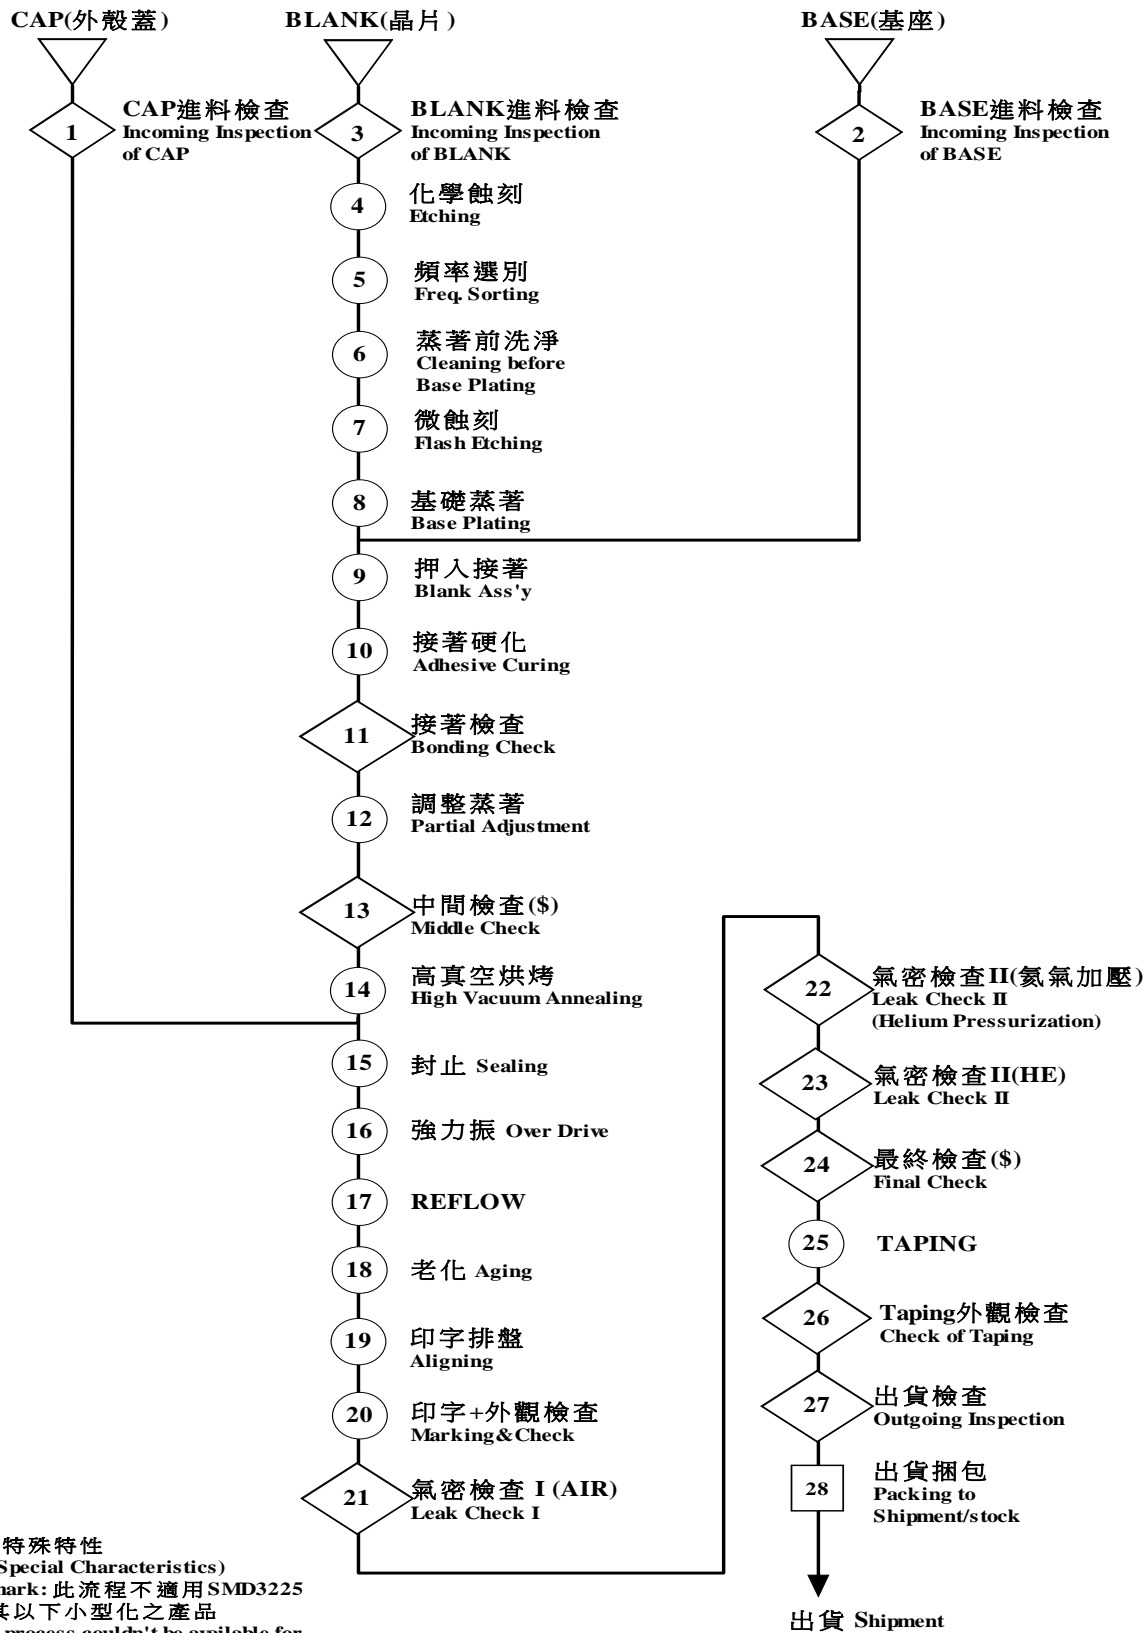 CAP(外殼蓋)
BLANK(晶片)
BASE(基座)
1
CAP進料檢查
Incoming Inspection
of CAP
3
BLANK進料檢查
Incoming Inspection
of BLANK
2
BASE進料檢查
Incoming Inspection
of BASE
4
化學蝕刻
Etching
5
頻率選別
Freq. Sorting
6
蒸著前洗淨
Cleaning before
Base Plating
7
微蝕刻
Flash Etching
8
基礎蒸著
Base Plating
9
押入接著
Blank Ass'y
10
接著硬化
Adhesive Curing
11
接著檢查
Bonding Check
12
調整蒸著
Partial Adjustment
13
中間檢查($)
Middle Check
14
高真空烘烤
High Vacuum Annealing
15
封止 Sealing
16
強力振 Over Drive
17
REFLOW
18
老化 Aging
19
印字排盤
Aligning
20
印字+外觀檢查
Marking&Check
21
氣密檢查 I (AIR)
Leak Check I
22
氣密檢查II(氦氣加壓)
Leak Check II
(Helium Pressurization)
23
氣密檢查II(HE)
Leak Check II
24
最終檢查($)
Final Check
25
TAPING
26
Taping外觀檢查
Check of Taping
27
出貨檢查
Outgoing Inspection
28
出貨捆包
Packing to
Shipment/stock
出貨 Shipment
特殊特性
Special Characteristics)
mark: 此流程不適用SMD3225
其以下小型化之產品
process couldn't be available for